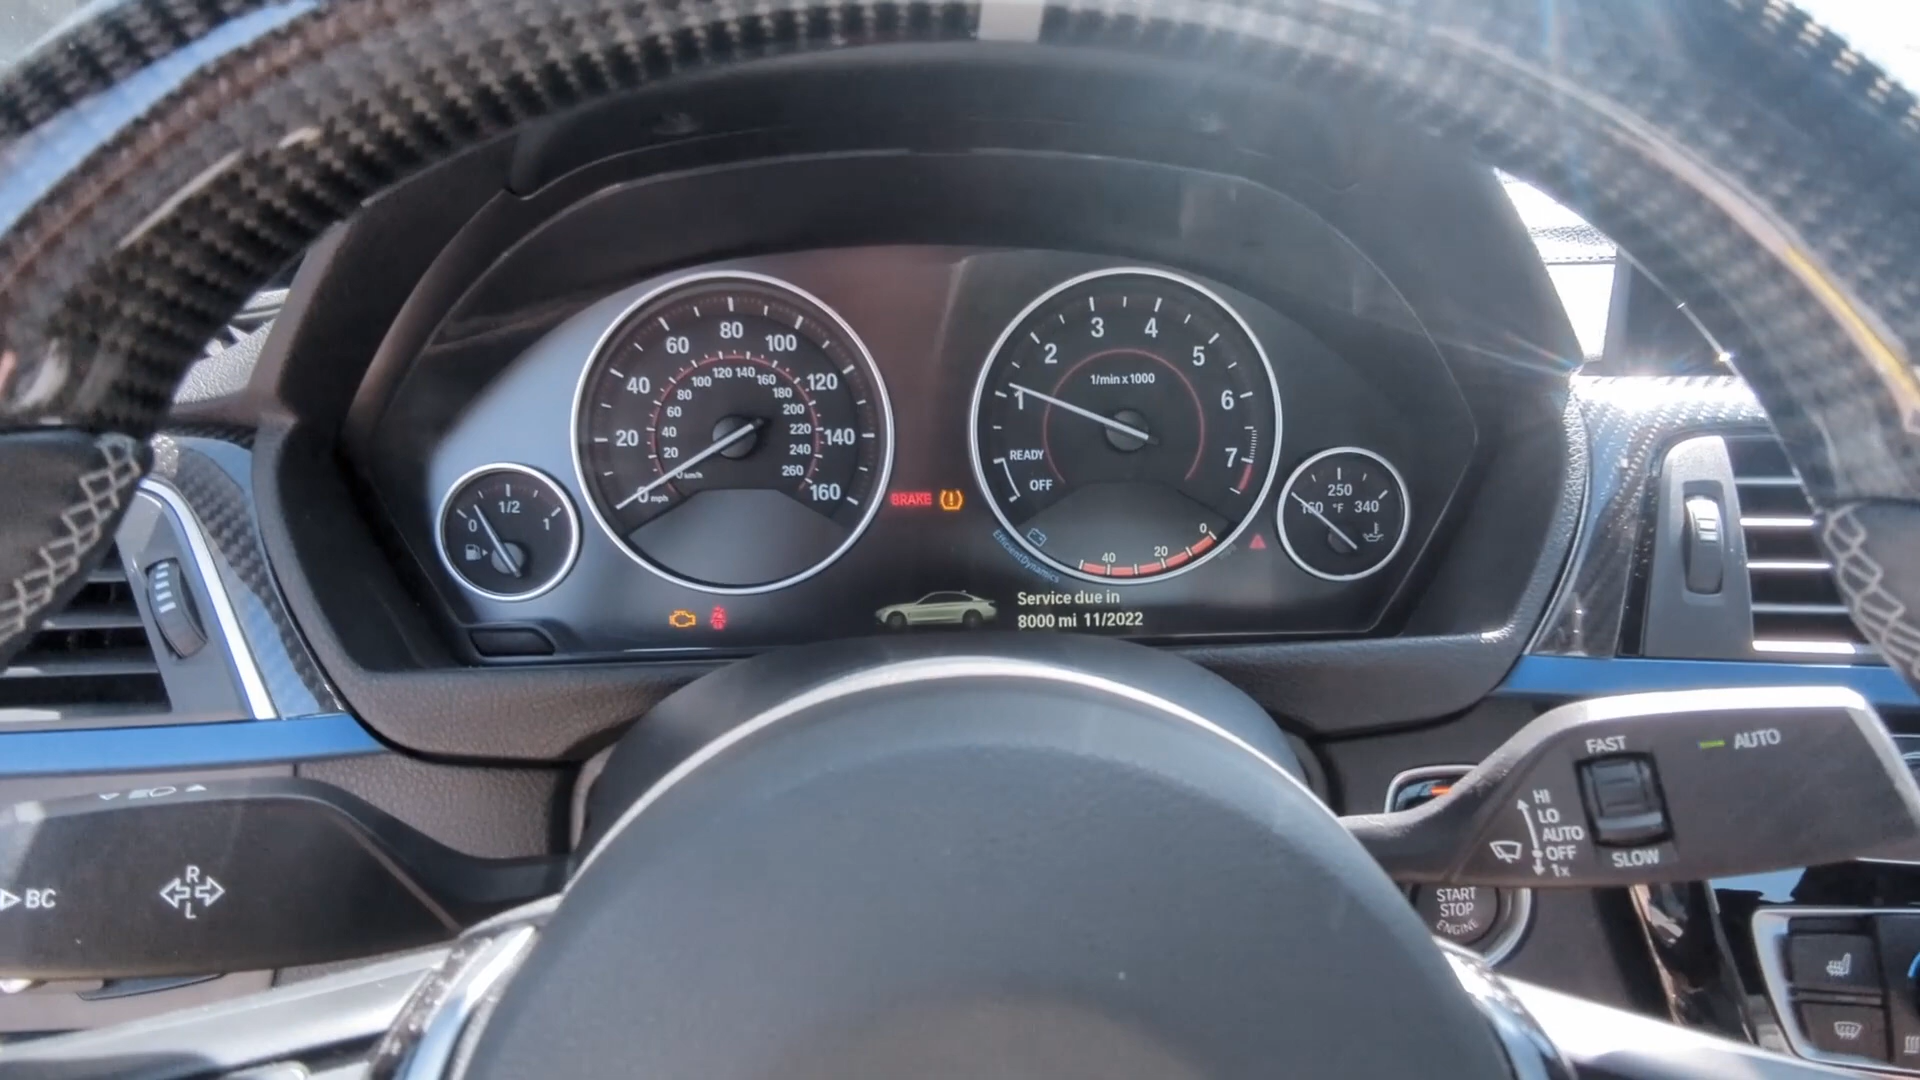 20
40
60
80
100
120
140
160
0 mph
20
40
60
80
100
120
140
160
180
200
220
240
260
km/h
0
1/2
1
BRAKE
1
2
3
4
5
6
7
1/min x 1000
READY
OFF
40
20
0
EfficientDynamics
160
250
340
°F
Service due in
8000 mi 11/2022
BC
R
L
FAST
SLOW
AUTO
HI
LO
AUTO
OFF
1x
START
STOP
ENGINE